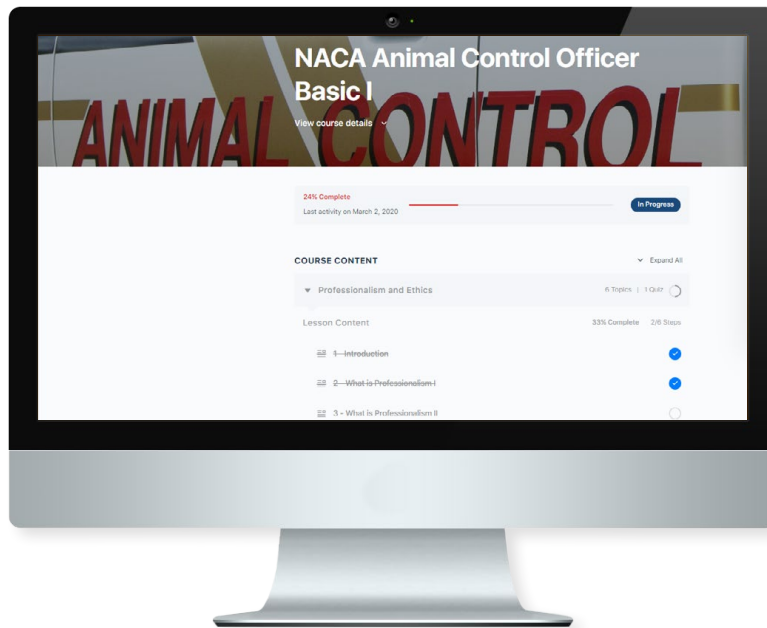 NACA Animal Control Officer
Basic I
View course details
ANIMAL CONTROL
24% Complete
Last activity on March 2, 2020
In Progress
COURSE CONTENT
Expand All
Professionalism and Ethics
6 Topics | 1 Quiz
Lesson Content
33% Complete 2/6 Steps
1 - Introduction
2 - What is Professionalism I
3 - What is Professionalism II